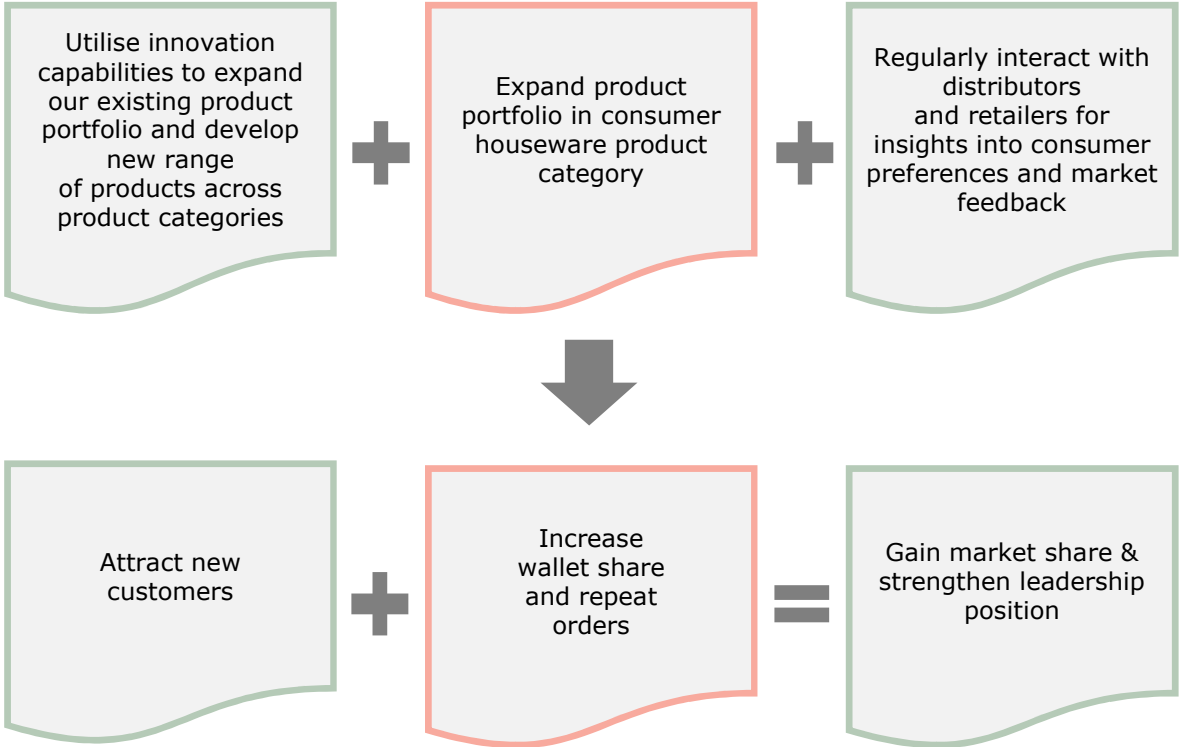 Utilise innovation
capabilities to expand
our existing product
portfolio and develop
new range
of products across
product categories
Expand product
portfolio in consumer
houseware product
category
Regularly interact with
distributors
and retailers for
insights into consumer
preferences and market
feedback
Attract new
customers
Increase
wallet share
and repeat
orders
Gain market share &
strengthen leadership
position